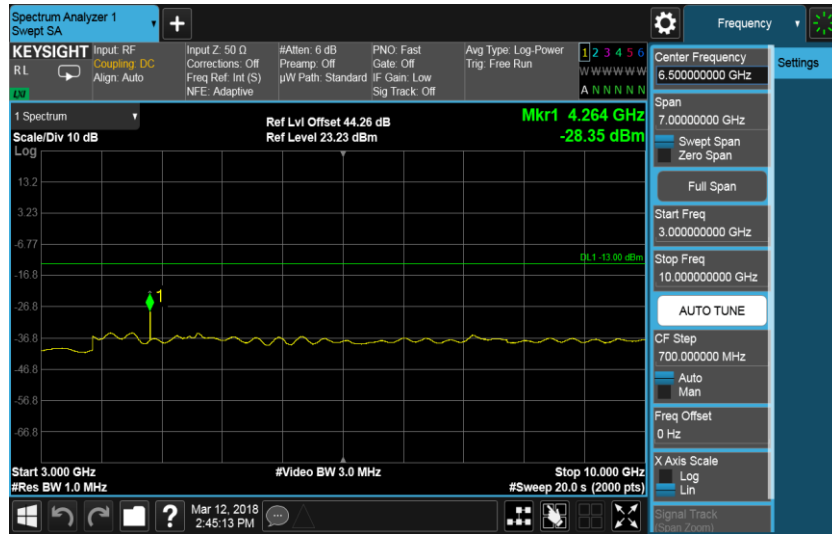 Spectrum Analyzer 1
Swept SA
Frequency
KEYSIGHT
RL
LXI
Input: RF
Coupling: DC
Align: Auto
Input Z: 50 Ω
Corrections: Off
Freq Ref: Int (S)
NFE: Adaptive
#Atten: 6 dB
Preamp: Off
µW Path: Standard
PNO: Fast
Gate: Off
IF Gain: Low
Sig Track: Off
Avg Type: Log-Power
Trig: Free Run
1 2 3 4 5 6
W W W W W W
A N N N N N
1 Spectrum
Scale/Div 10 dB
Log
Ref Lvl Offset 44.26 dB
Ref Level 23.23 dBm
Mkr1 4.264 GHz
-28.35 dBm
13.2
3.23
-6.77
-16.8
-26.8
-36.8
-46.8
-56.8
-66.8
DL1 -13.00 dBm
1
Start 3.000 GHz
#Res BW 1.0 MHz
#Video BW 3.0 MHz
Stop 10.000 GHz
#Sweep 20.0 s (2000 pts)
Center Frequency
6.500000000 GHz
Settings
Span
7.00000000 GHz
Swept Span
Zero Span
Full Span
Start Freq
3.000000000 GHz
Stop Freq
10.000000000 GHz
AUTO TUNE
CF Step
700.000000 MHz
Auto
Man
Freq Offset
0 Hz
X Axis Scale
Log
Lin
Signal Track
(Span Zoom)
?
Mar 12, 2018
2:45:13 PM